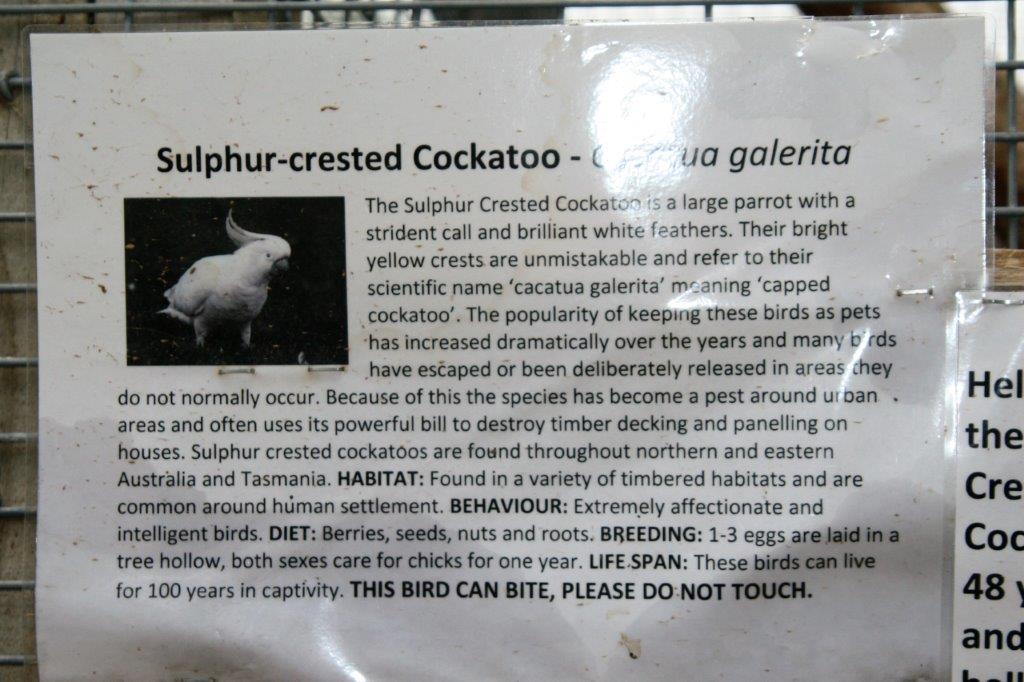 Sulphur-crested Cockatoo - galerita
The Sulphur Crested Cockatoo is a large parrot with a
strident call and brilliant white feathers. Their bright
yellow crests are unmistakable and refer to their
scientific name ‘cacatua galerita’ meaning ‘capped
cockatoo’. The popularity of keeping these birds as pets
has increased dramatically over the years and many birds
have escaped or been deliberately released in areas they
do not normally occur. Because of this the species has become a pest around urban
areas and often uses its powerful bill to destroy timber decking and panelling on
houses. Sulphur crested cockatoos are found throughout northern and eastern
Australia and Tasmania. HABITAT: Found in a variety of timbered habitats and are
common around human settlement. BEHAVIOUR: Extremely affectionate and
intelligent birds. DIET: Berries, seeds, nuts and roots. BREEDING: 1-3 eggs are laid in a
tree hollow, both sexes care for chicks for one year. LIFE SPAN: These birds can live
for 100 years in captivity. THIS BIRD CAN BITE, PLEASE DO NOT TOUCH.
the
48
and